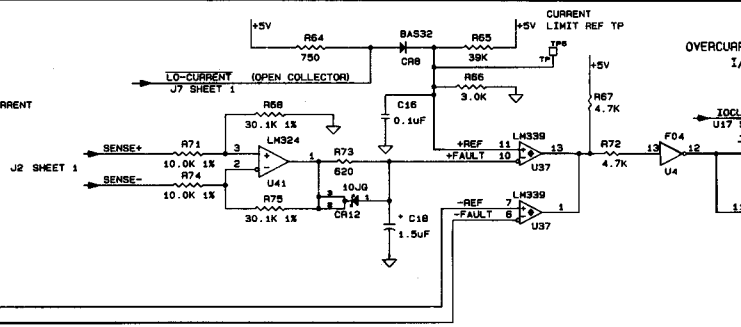 CURRENT
LIMIT REF TP
+5V
R64
750
BAS32
CR8
R65
39K
+5V
TP6
TP
OVERCUR
I/
LO-CURRENT (OPEN COLLECTOR)
J7 SHEET 1
R66
3.0K
+5V
R67
4.7K
RRENT
R68
30.1K 1%
C16
0.1uF
IOCL
U17
LM324
LM339
F04
SENSE+
R71
10.0K 1%
3
2
1
U41
R73
620
+REF 11
+FAULT 10
13
U37
R72
4.7K
13
12
U4
J2 SHEET 1
SENSE-
R74
10.0K 1%
R75
30.1K 1%
10JG
3
1
CR12
+ C18
1.5uF
LM339
-REF 7
-FAULT 6
1
U37
11